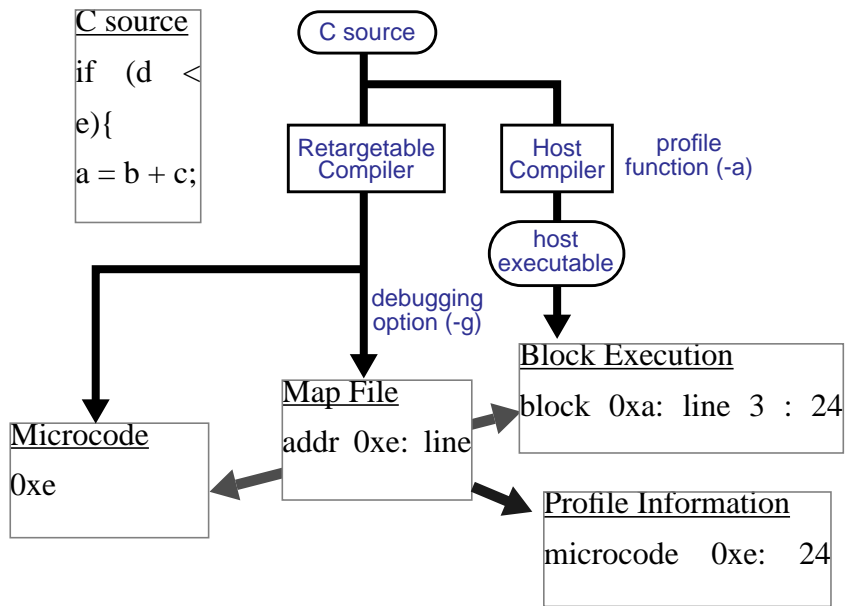 C source
if (d <
e){
a = b + c;
C source
Retargetable
Compiler
Host
Compiler
profile
function (-a)
host
executable
debugging
option (-g)
Block Execution
block 0xa: line 3 : 24
Map File
addr 0xe: line
Microcode
0xe
Profile Information
microcode 0xe: 24